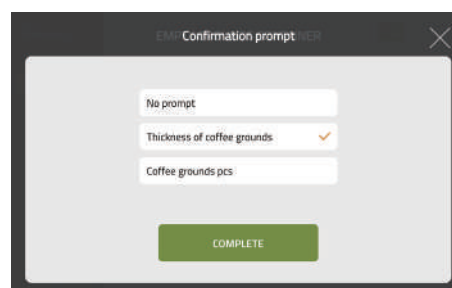 Confirmation prompt
No prompt
Thickness of coffee grounds
Coffee grounds pcs
COMPLETE